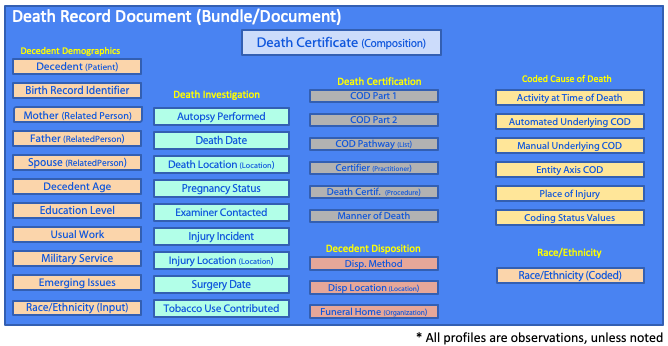 Death Record Document (Bundle/Document)
Death Certificate (Composition)
Decedent Demographics
Decedent (Patient)
Birth Record Identifier
Mother (Related Person)
Father (RelatedPerson)
Spouse (RelatedPerson)
Decedent Age
Education Level
Usual Work
Military Service
Emerging Issues
Race/Ethnicity (Input)
Death Investigation
Autopsy Performed
Death Date
Death Location (Location)
Pregnancy Status
Examiner Contacted
Injury Incident
Injury Location (Location)
Surgery Date
Tobacco Use Contributed
Death Certification
COD Part 1
COD Part 2
COD Pathway (List)
Certifier (Practitioner)
Death Certif. (Procedure)
Manner of Death
Decedent Disposition
Disp. Method
Disp Location (Location)
Funeral Home (Organization)
Coded Cause of Death
Activity at Time of Death
Automated Underlying COD
Manual Underlying COD
Entity Axis COD
Place of Injury
Coding Status Values
Race/Ethnicity
Race/Ethnicity (Coded)
* All profiles are observations, unless noted